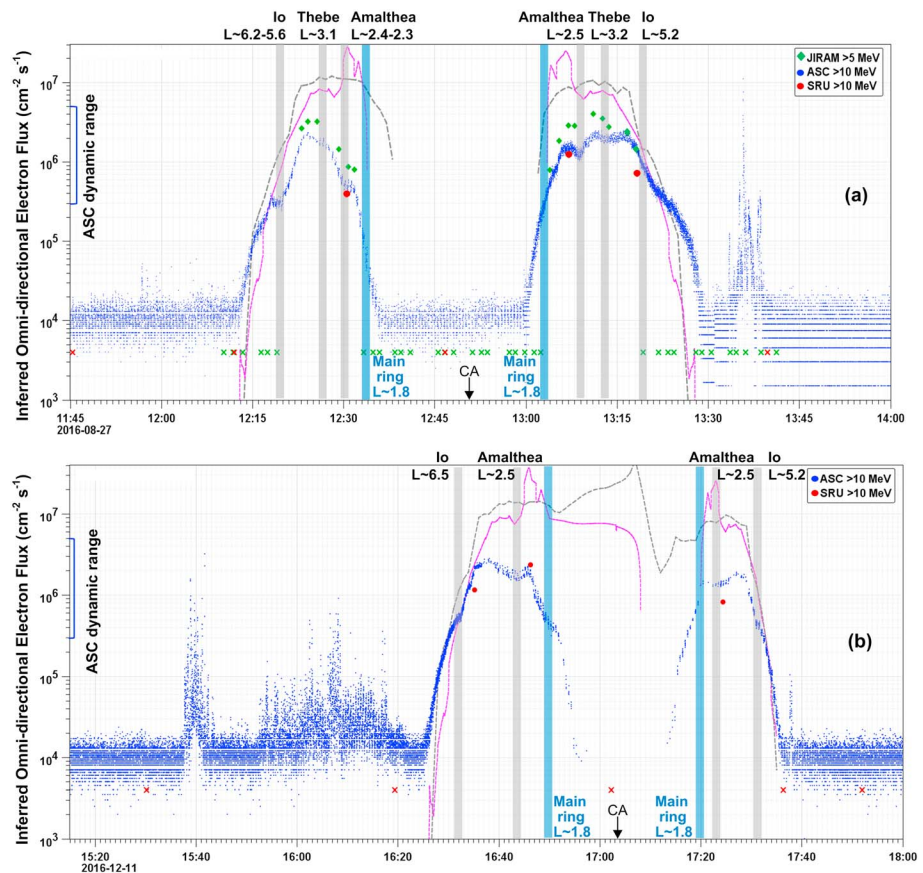 Io Thebe Amalthea
L~6.2-5.6 L~3.1 L~2.4-2.3
Amalthea Thebe Io
L~2.5 L~3.2 L~5.2
Inferred Omni-directional Electron Flux (cm⁻² s⁻¹)
ASC dynamic range
10⁷
10⁶
10⁵
10⁴
10³
JIRAM >5 MeV
ASC >10 MeV
SRU >10 MeV
(a)
Main
ring
L~1.8
CA
Main
ring
L~1.8
11:45 12:00 12:15 12:30 12:45 13:00 13:15 13:30 13:45 14:00
2016-08-27
Io Amalthea
L~6.5 L~2.5
Amalthea Io
L~2.5 L~5.2
Inferred Omni-directional Electron Flux (cm⁻² s⁻¹)
ASC dynamic range
10⁷
10⁶
10⁵
10⁴
10³
ASC >10 MeV
SRU >10 MeV
(b)
Main
ring
L~1.8
CA
Main
ring
L~1.8
15:20 15:40 16:00 16:20 16:40 17:00 17:20 17:40 18:00
2016-12-11